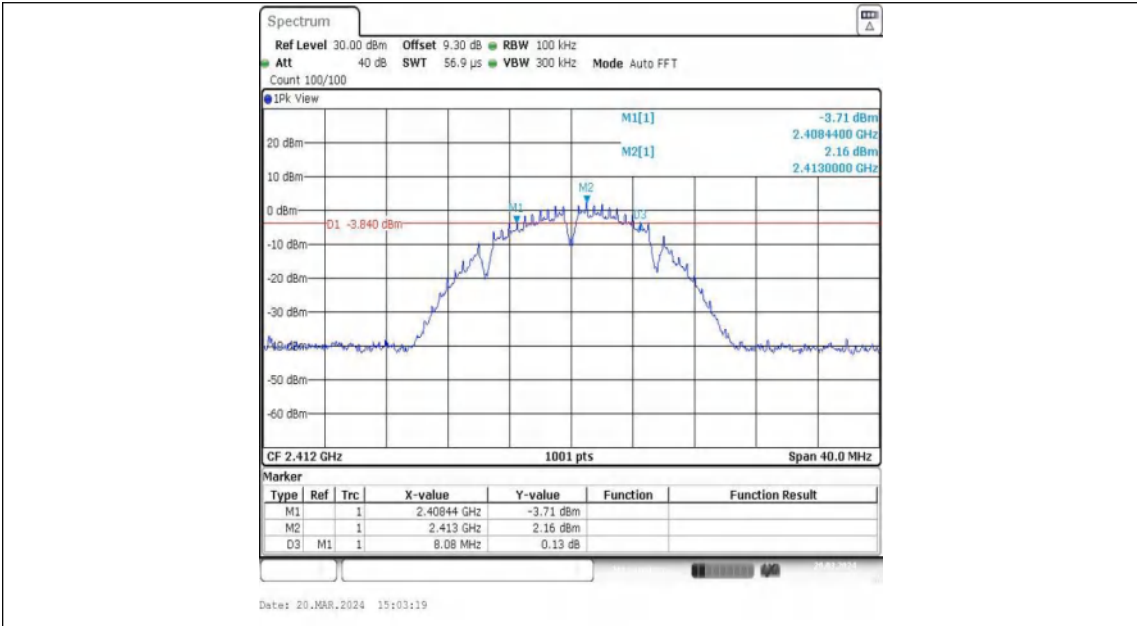 Spectrum
Ref Level 30.00 dBm Offset 9.30 dB RBW 100 kHz
Att 40 dB SWT 56.9 µs VBW 300 kHz Mode Auto FFT
Count 100/100
1Pk View
M1[1] -3.71 dBm
2.4084400 GHz
20 dBm
M2[1] 2.16 dBm
2.4130000 GHz
10 dBm
M2
0 dBm
M1
D3
D1 -3.840 dBm
-10 dBm
-20 dBm
-30 dBm
-40 dBm
-50 dBm
-60 dBm
CF 2.412 GHz 1001 pts Span 40.0 MHz
Marker
Type Ref Trc X-value Y-value Function Function Result
M1 1 2.40844 GHz -3.71 dBm
M2 1 2.413 GHz 2.16 dBm
D3 M1 1 8.08 MHz 0.13 dB
Date: 20.MAR.2024 15:03:19